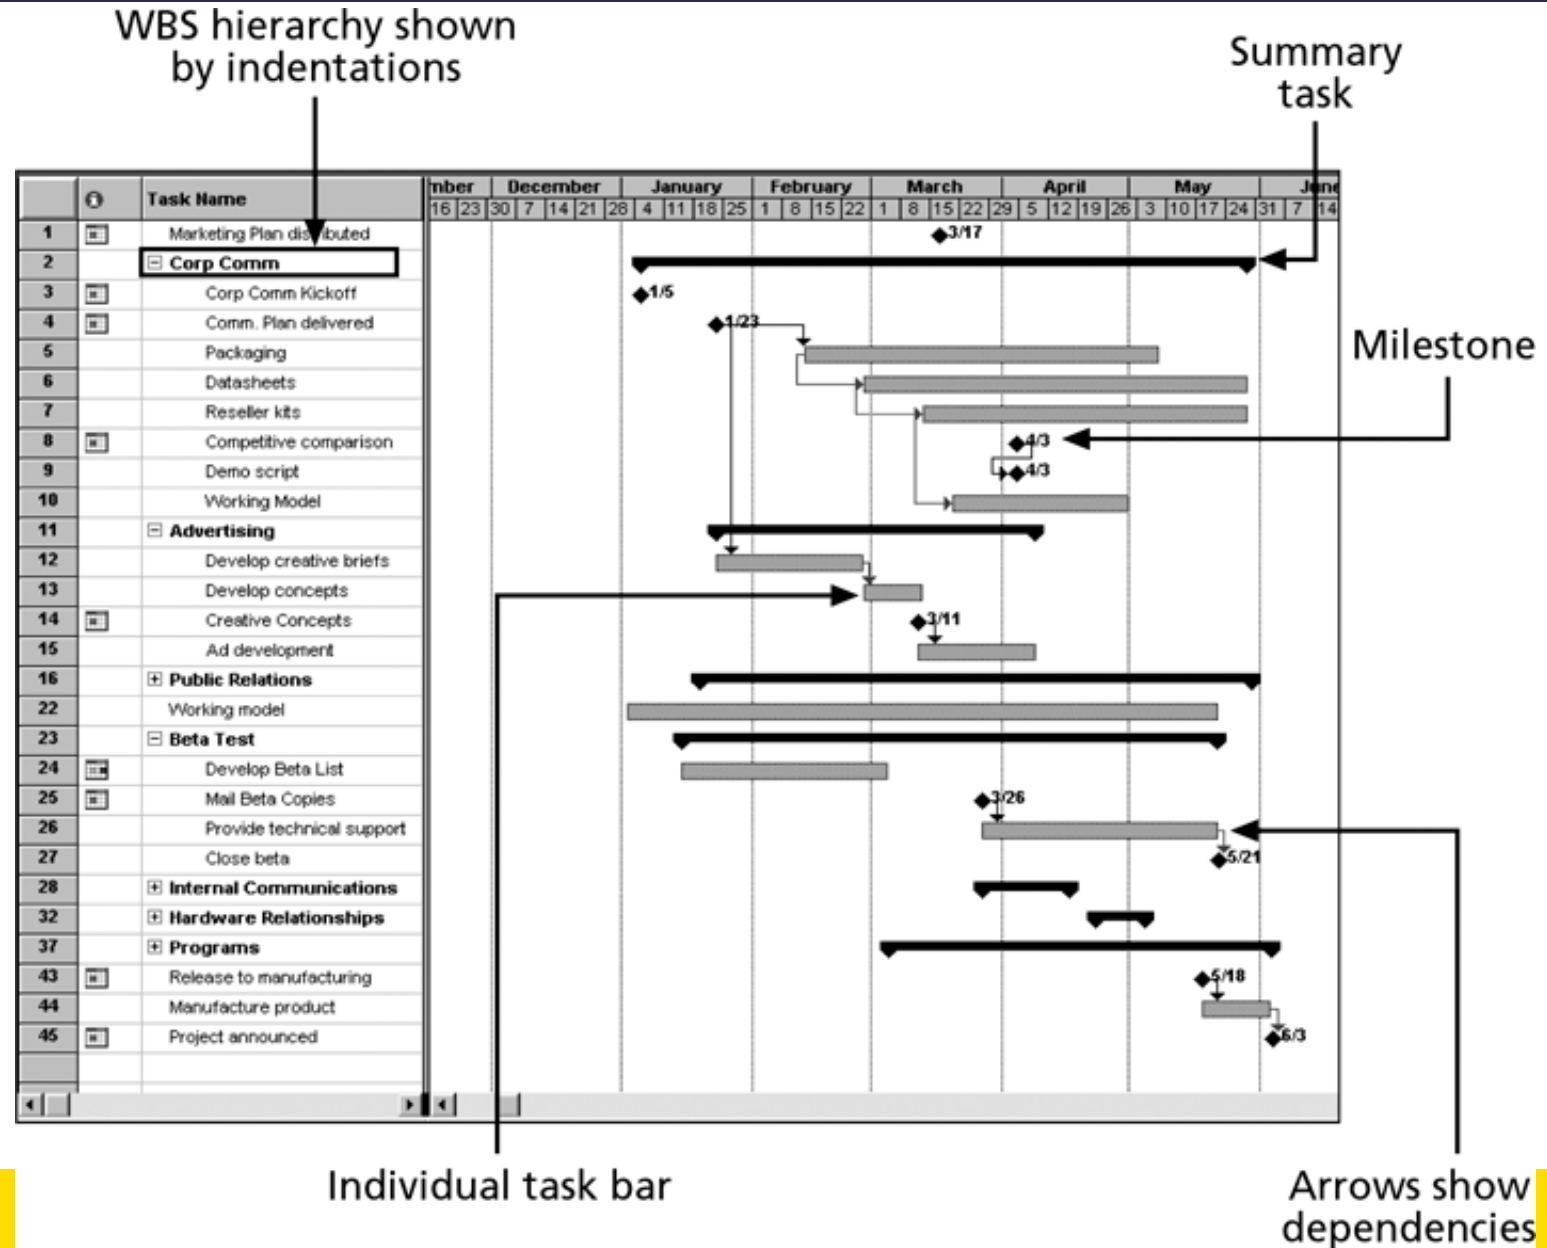 WBS hierarchy shown
by indentations
Summary
task
Task Name
December January February March April May
16 23 30 7 14 21 28 4 11 18 25 1 8 15 22 1 8 15 22 29 5 12 19 26 3 10 17 24 31 7 14
1 Marketing Plan distributed 3/17
2 Corp Comm
3 Corp Comm Kickoff 1/5
4 Comm. Plan delivered 1/23
5 Packaging
Milestone
6 Datasheets
7 Reseller kits
8 Competitive comparison 4/3
9 Demo script 4/3
10 Working Model
11 Advertising
12 Develop creative briefs
13 Develop concepts
14 Creative Concepts 3/11
15 Ad development
16 Public Relations
22 Working model
23 Beta Test
24 Develop Beta List
25 Mail Beta Copies 3/26
26 Provide technical support
27 Close beta 5/21
28 Internal Communications
32 Hardware Relationships
37 Programs
43 Release to manufacturing 5/18
44 Manufacture product
45 Project announced 6/3
Individual task bar
Arrows show
dependencies